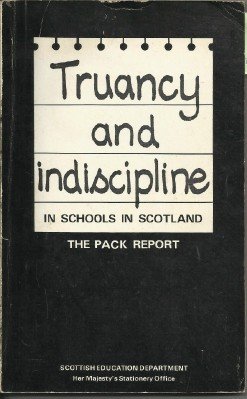 Truancy
and
indiscipline
IN SCHOOLS IN SCOTLAND
THE PACK REPORT
SCOTTISH EDUCATION DEPARTMENT
Her Majesty's Stationery Office